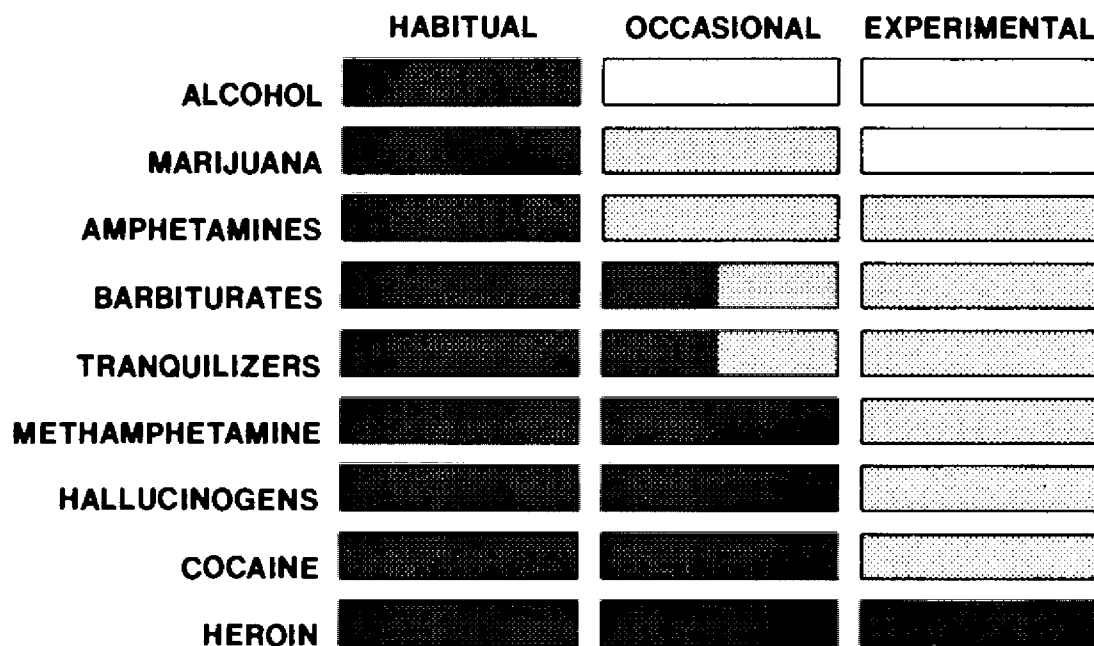 HABITUAL OCCASIONAL EXPERIMENTAL
ALCOHOL
MARIJUANA
AMPHETAMINES
BARBITURATES
TRANQUILIZERS
METHAMPHETAMINE
HALLUCINOGENS
COCAINE
HEROIN